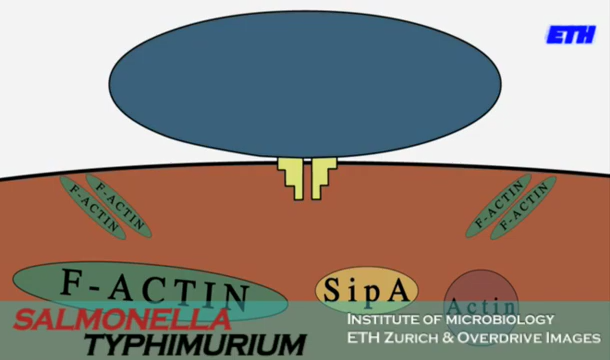 ETH
F-ACTIN
F-ACTIN
F-ACTIN
F-ACTIN
F-ACTIN
SipA
Actin
SALMONELLA
TYPHIMURIUM
INSTITUTE OF MICROBIOLOGY
ETH ZURICH & OVERDRIVE IMAGES